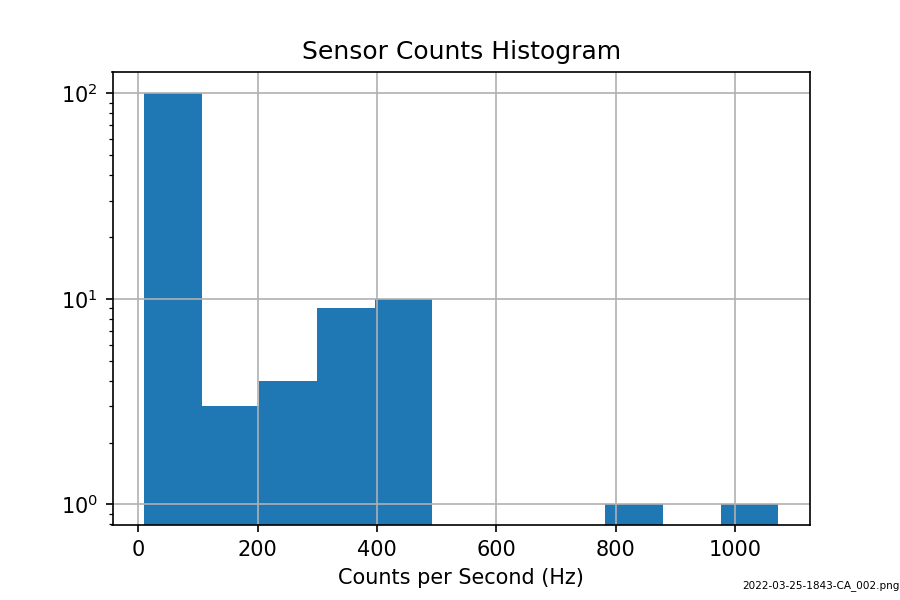 Sensor Counts Histogram
10²
10¹
10⁰
0 200 400 600 800 1000
Counts per Second (Hz)
2022-03-25-1843-CA_002.png